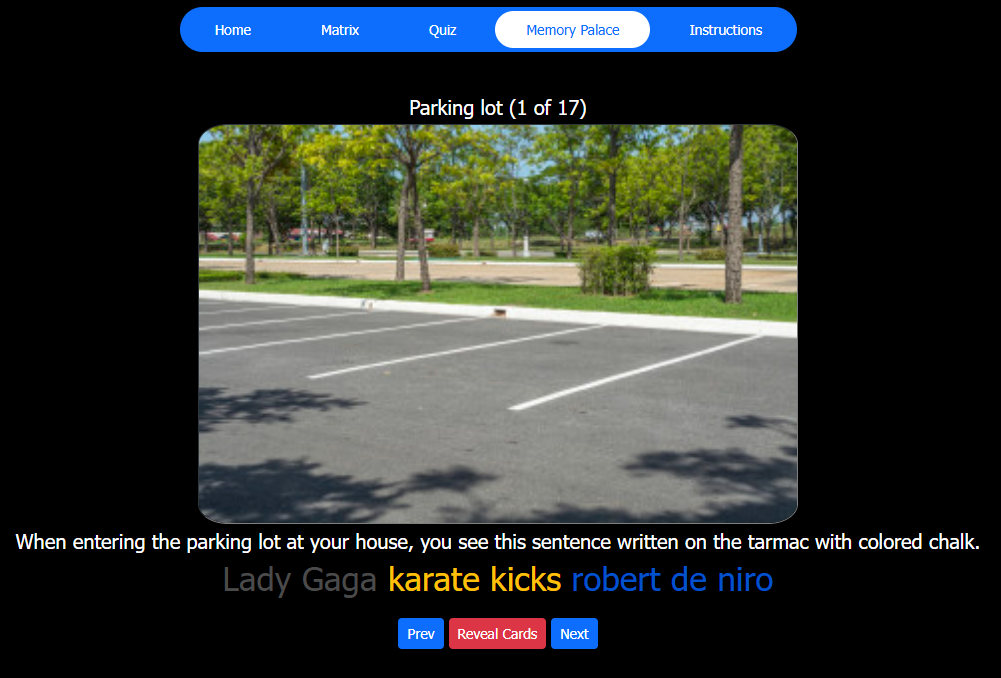 Home Matrix Quiz Memory Palace Instructions
Parking lot (1 of 17)
When entering the parking lot at your house, you see this sentence written on the tarmac with colored chalk.
Lady Gaga karate kicks robert de niro
Prev Reveal Cards Next